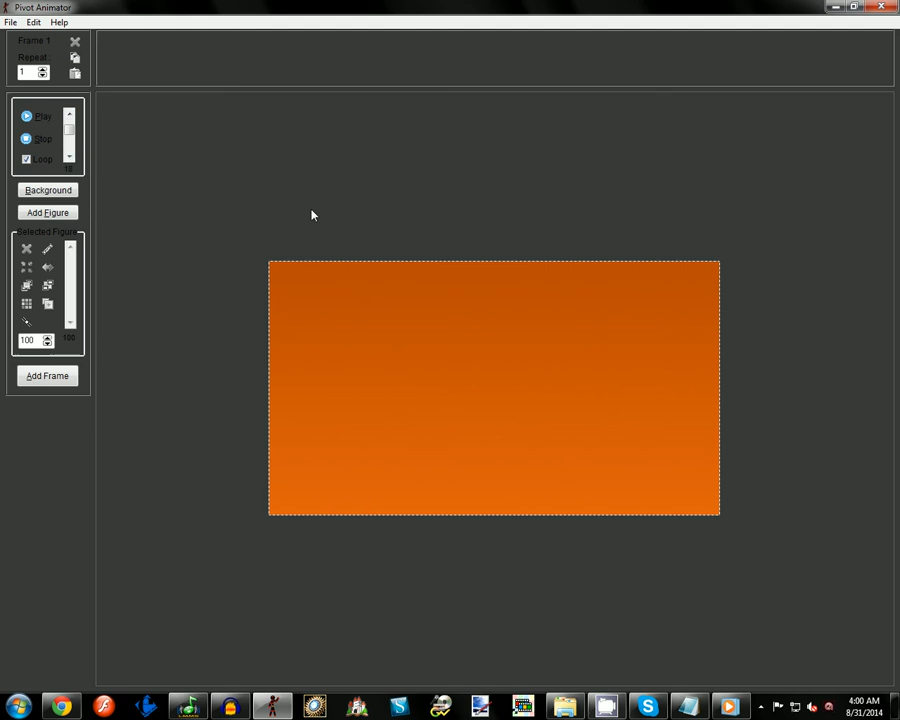 Pivot Animator
File Edit Help
Frame 1
Repeat:
1
Play
Stop
Loop
Background
Add Figure
Selected Figure
100
Add Frame
4:00 AM
8/31/2014